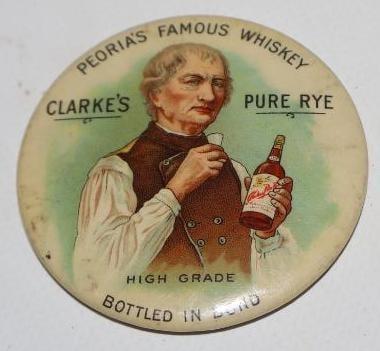 PEORIA'S FAMOUS WHISKEY
CLARKE'S PURE RYE
HIGH GRADE
BOTTLED IN BOND